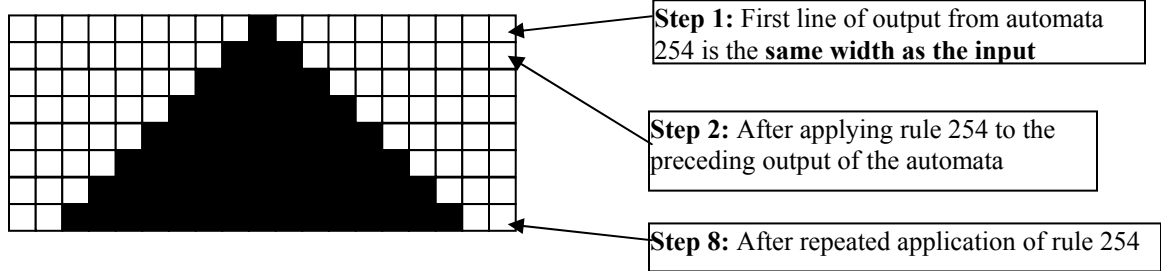 Step 1: First line of output from automata
254 is the same width as the input
Step 2: After applying rule 254 to the
preceding output of the automata
Step 8: After repeated application of rule 254